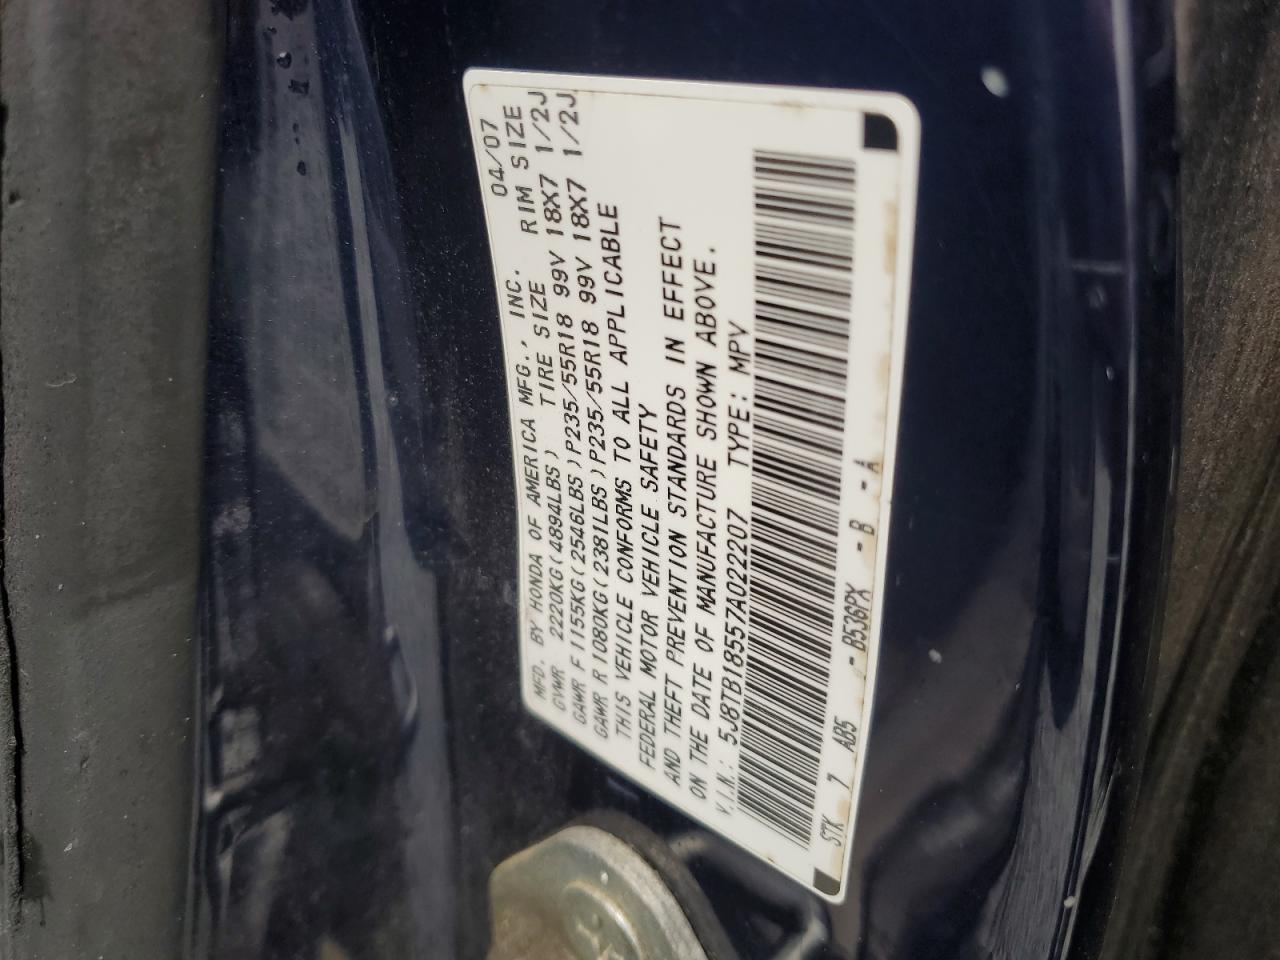 MFD. BY HONDA OF AMERICA MFG., INC. 04/07
GVWR 2220KG(4894LBS) TIRE SIZE RIM SIZE
GAWR F 1155KG(2546LBS)P235/55R18 99V 18X7 1/2J
GAWR R 1080KG(2381LBS)P235/55R18 99V 18X7 1/2J
THIS VEHICLE CONFORMS TO ALL APPLICABLE
FEDERAL MOTOR VEHICLE SAFETY
AND THEFT PREVENTION STANDARDS IN EFFECT
ON THE DATE OF MANUFACTURE SHOWN ABOVE.
V.I.N.: 5J8TB18557A022207 TYPE: MPV
STK 7 AB5 - B536PX - B - A